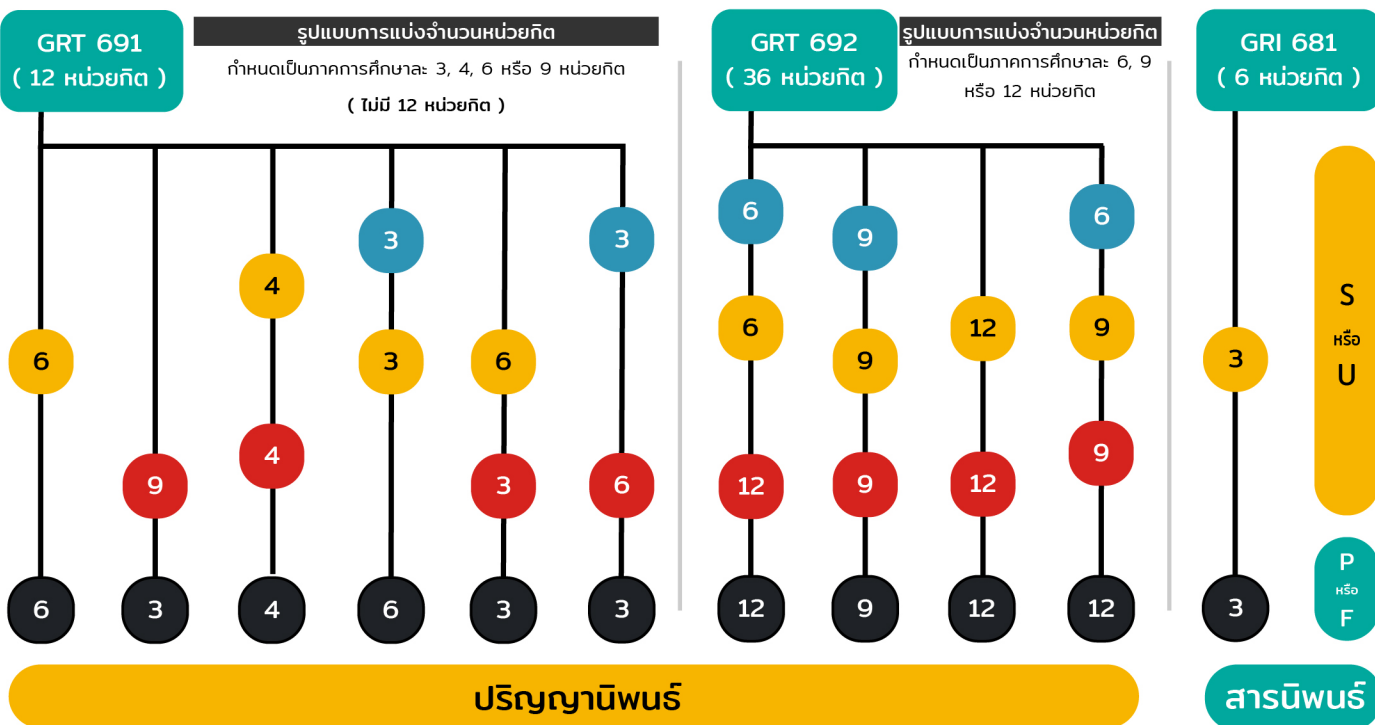 GRT 691
( 12 หน่วยกิต )
รูปแบบการแบ่งจำนวนหน่วยกิต
กำหนดเป็นภาคการศึกษาละ 3, 4, 6 หรือ 9 หน่วยกิต
( ไม่มี 12 หน่วยกิต )
GRT 692
( 36 หน่วยกิต )
รูปแบบการแบ่งจำนวนหน่วยกิต
กำหนดเป็นภาคการศึกษาละ 6, 9
หรือ 12 หน่วยกิต
GRI 681
( 6 หน่วยกิต )
6
6
9
3
4
4
4
3
3
6
6
3
3
3
6
3
6
6
12
12
9
9
9
9
12
12
12
6
9
9
12
3
3
S
หรือ
U
P
หรือ
F
ปริญญานิพนธ์
สารนิพนธ์